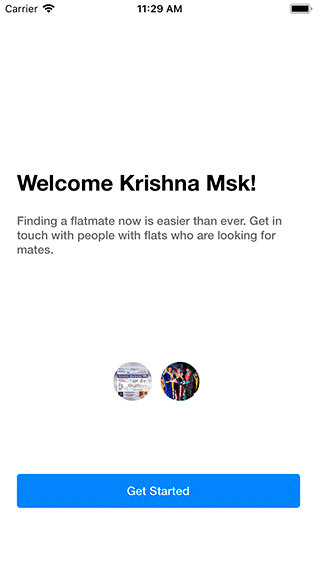 Carrier 11:29 AM
Welcome Krishna Msk!
Finding a flatmate now is easier than ever. Get in
touch with people with flats who are looking for
mates.
Get Started